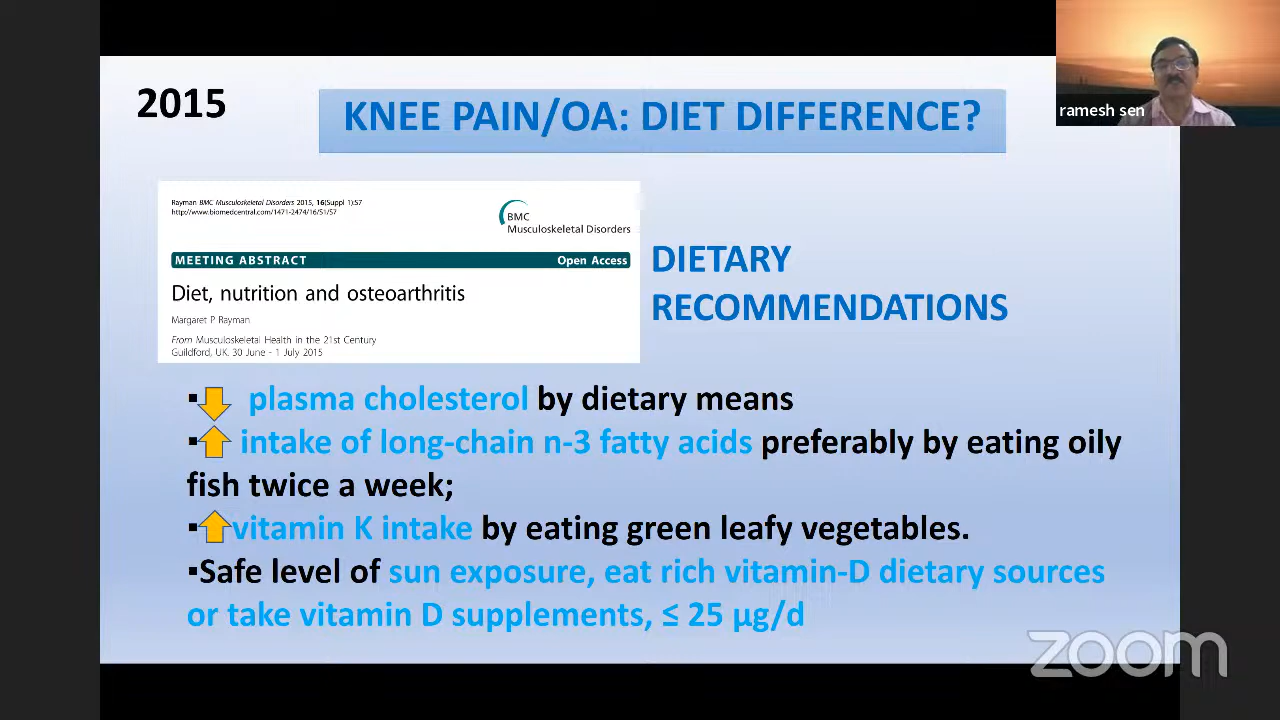 2015
KNEE PAIN/OA: DIET DIFFERENCE?
ramesh sen
Rayman BMC Musculoskeletal Disorders 2015, 16(Suppl 1):S7
http://www.biomedcentral.com/1471-2474/16/S1/S7
BMC
Musculoskeletal Disorders
MEETING ABSTRACT
Open Access
Diet, nutrition and osteoarthritis
Margaret P Rayman
From Musculoskeletal Health in the 21st Century
Guildford, UK. 30 June - 1 July 2015
DIETARY
RECOMMENDATIONS
▪⬇ plasma cholesterol by dietary means
▪⬆ intake of long-chain n-3 fatty acids preferably by eating oily
fish twice a week;
▪⬆vitamin K intake by eating green leafy vegetables.
▪Safe level of sun exposure, eat rich vitamin-D dietary sources
or take vitamin D supplements, ≤ 25 µg/d
zoom